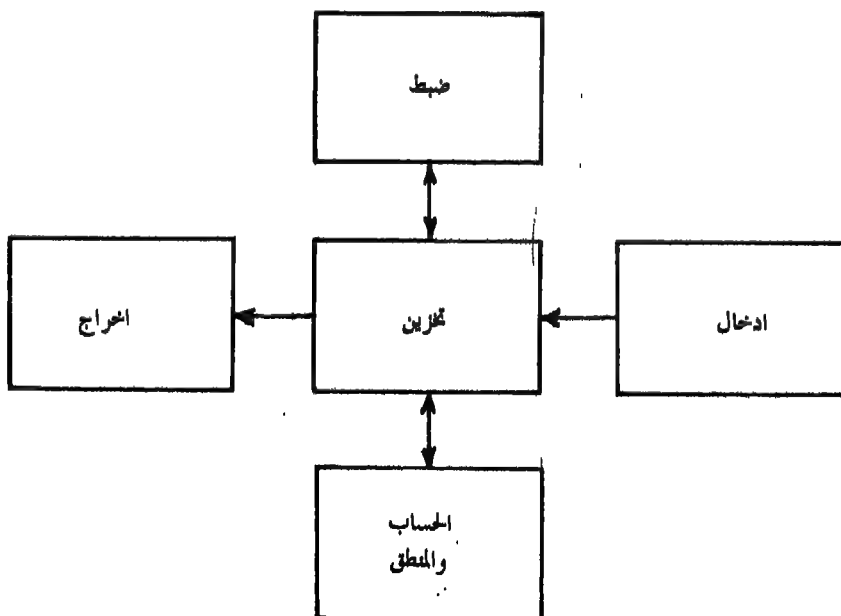 ضبط
ادخال
تخزين
اخراج
الحساب
والمنطق